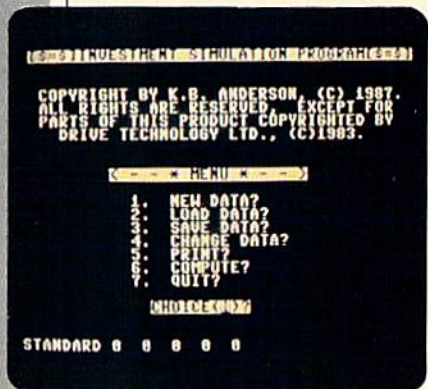 [$-$]INVESTMENT SIMULATION PROGRAM[$-$]
COPYRIGHT BY K.B. ANDERSON, (C) 1987.
ALL RIGHTS ARE RESERVED, EXCEPT FOR
PARTS OF THIS PRODUCT COPYRIGHTED BY
DRIVE TECHNOLOGY LTD., (C)1983.
< - - * MENU * - - >
1. NEW DATA?
2. LOAD DATA?
3. SAVE DATA?
4. CHANGE DATA?
5. PRINT?
6. COMPUTE?
7. QUIT?
CHOICE(1)?
STANDARD 0 0 0 0 0